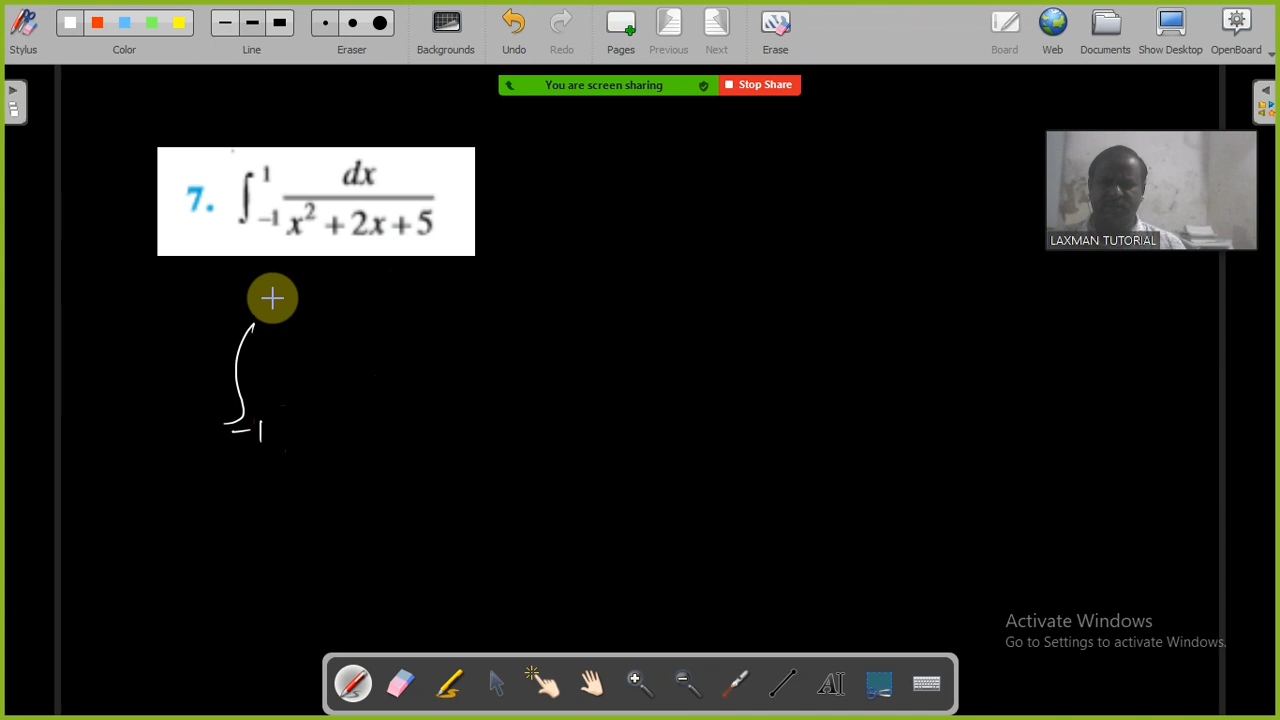 Stylus
Color
Line
Eraser
Backgrounds
Undo
Redo
Pages
Previous
Next
Erase
Board
Web
Documents
Show Desktop
OpenBoard
You are screen sharing
Stop Share
7. ∫₋₁¹ dx / (x² + 2x + 5)
LAXMAN TUTORIAL
∫ -1
Activate Windows
Go to Settings to activate Windows.
AI